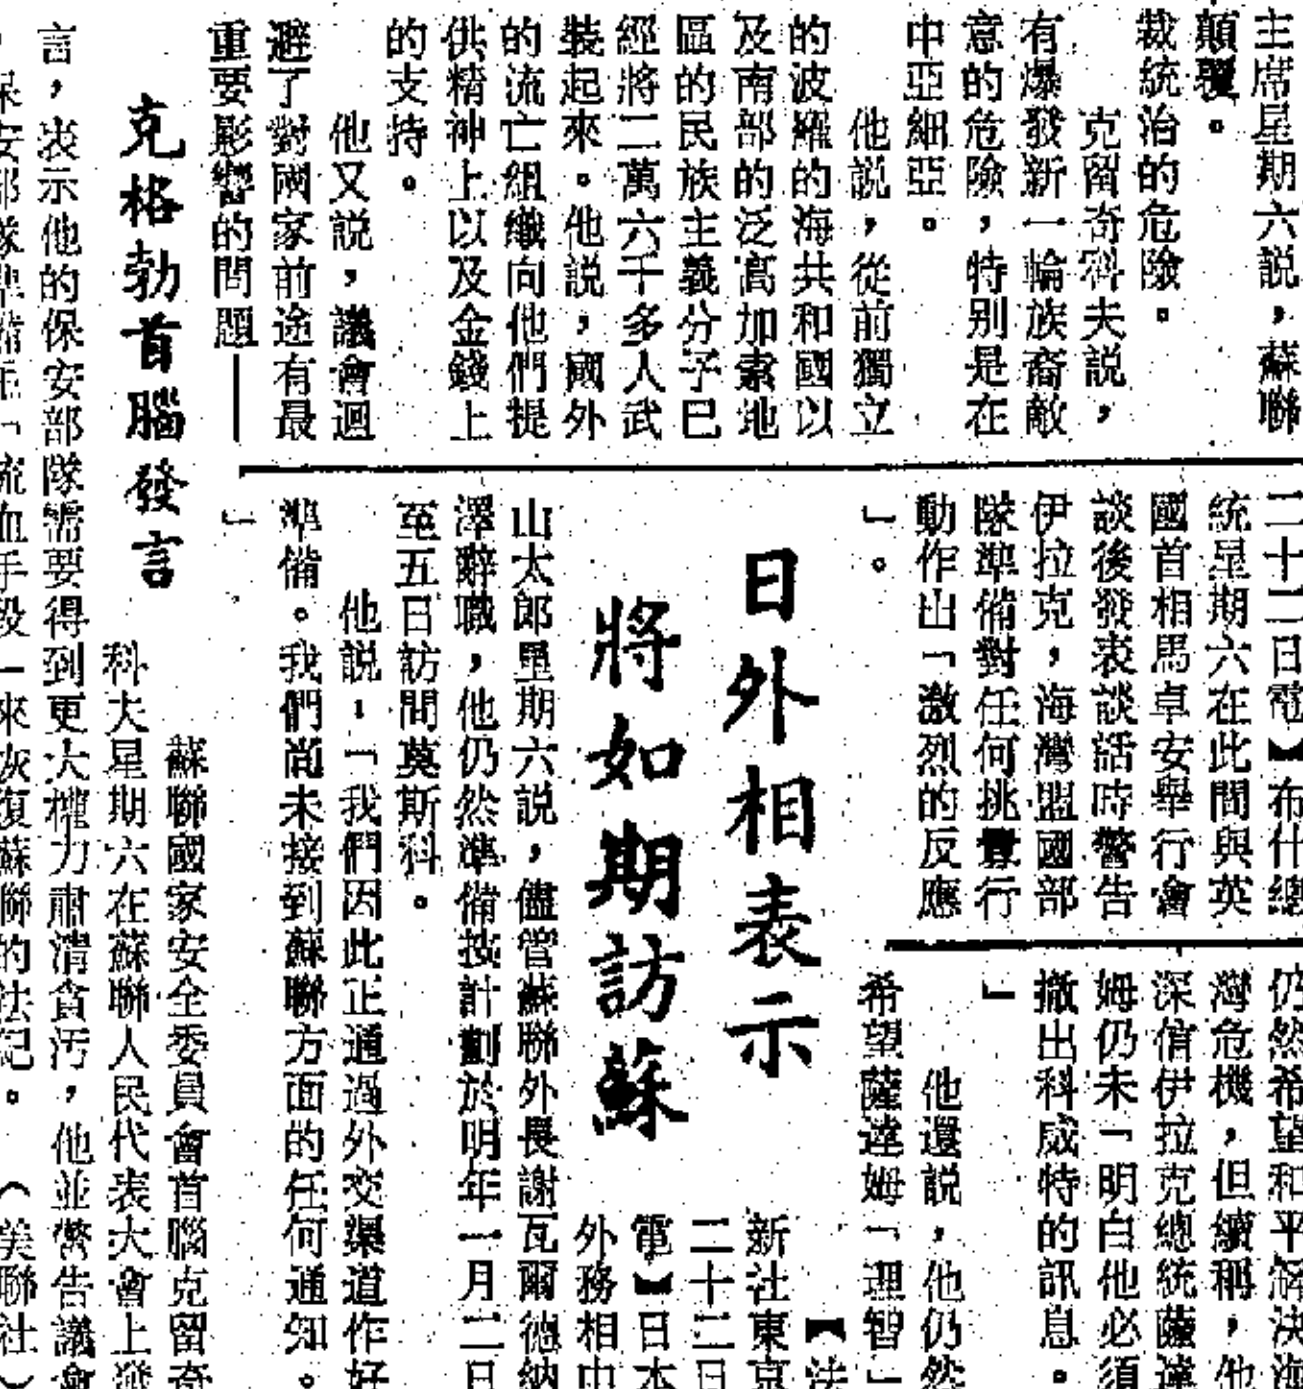 主席星期六説，蘇聯
顛覆。
裁統治的危險。
克留奇科夫説，
有爆發新一輪族裔敵
意的危險，特别是在
中亞細亞。
他説，從前獨立
的波羅的海共和國以
及南部的泛高加索地
區的民族主義分子已
經將二萬六千多人武
裝起來。他説，國外
的流亡組織向他們提
供精神上以及金錢上
的支持。
他又説，議會迴
避了對國家前途有最
重要影響的問題——
二十二日電】布什總
統星期六在此間與英
國首相馬卓安舉行會
談後發表談話時警告
伊拉克，海灣盟國部
隊準備對任何挑釁行
動作出「激烈的反應
」。
仍然希望和平解決海
灣危機，但續稱，他
深信伊拉克總統薩達
姆仍未「明白他必須
撤出科威特的訊息。
」
他還説，他仍然
希望薩達姆「理智」
日外相表示
將如期訪蘇
【法
新社東京
二十二日
電】日本
外務相中
山太郎星期六説，儘管蘇聯外長謝瓦爾德納
澤辭職，他仍然準備按計劃於明年一月二日
至五日訪問莫斯科。
他説：「我們因此正通過外交渠道作好
準備。我們尚未接到蘇聯方面的任何通知。
」
克格勃首腦發言
蘇聯國家安全委員會首腦克留奇
科夫星期六在蘇聯人民代表大會上發
言，表示他的保安部隊需要得到更大權力肅清貪污，他並警告議會
，保安部隊準備「流血手段」來恢復蘇聯的法紀。（美聯社）